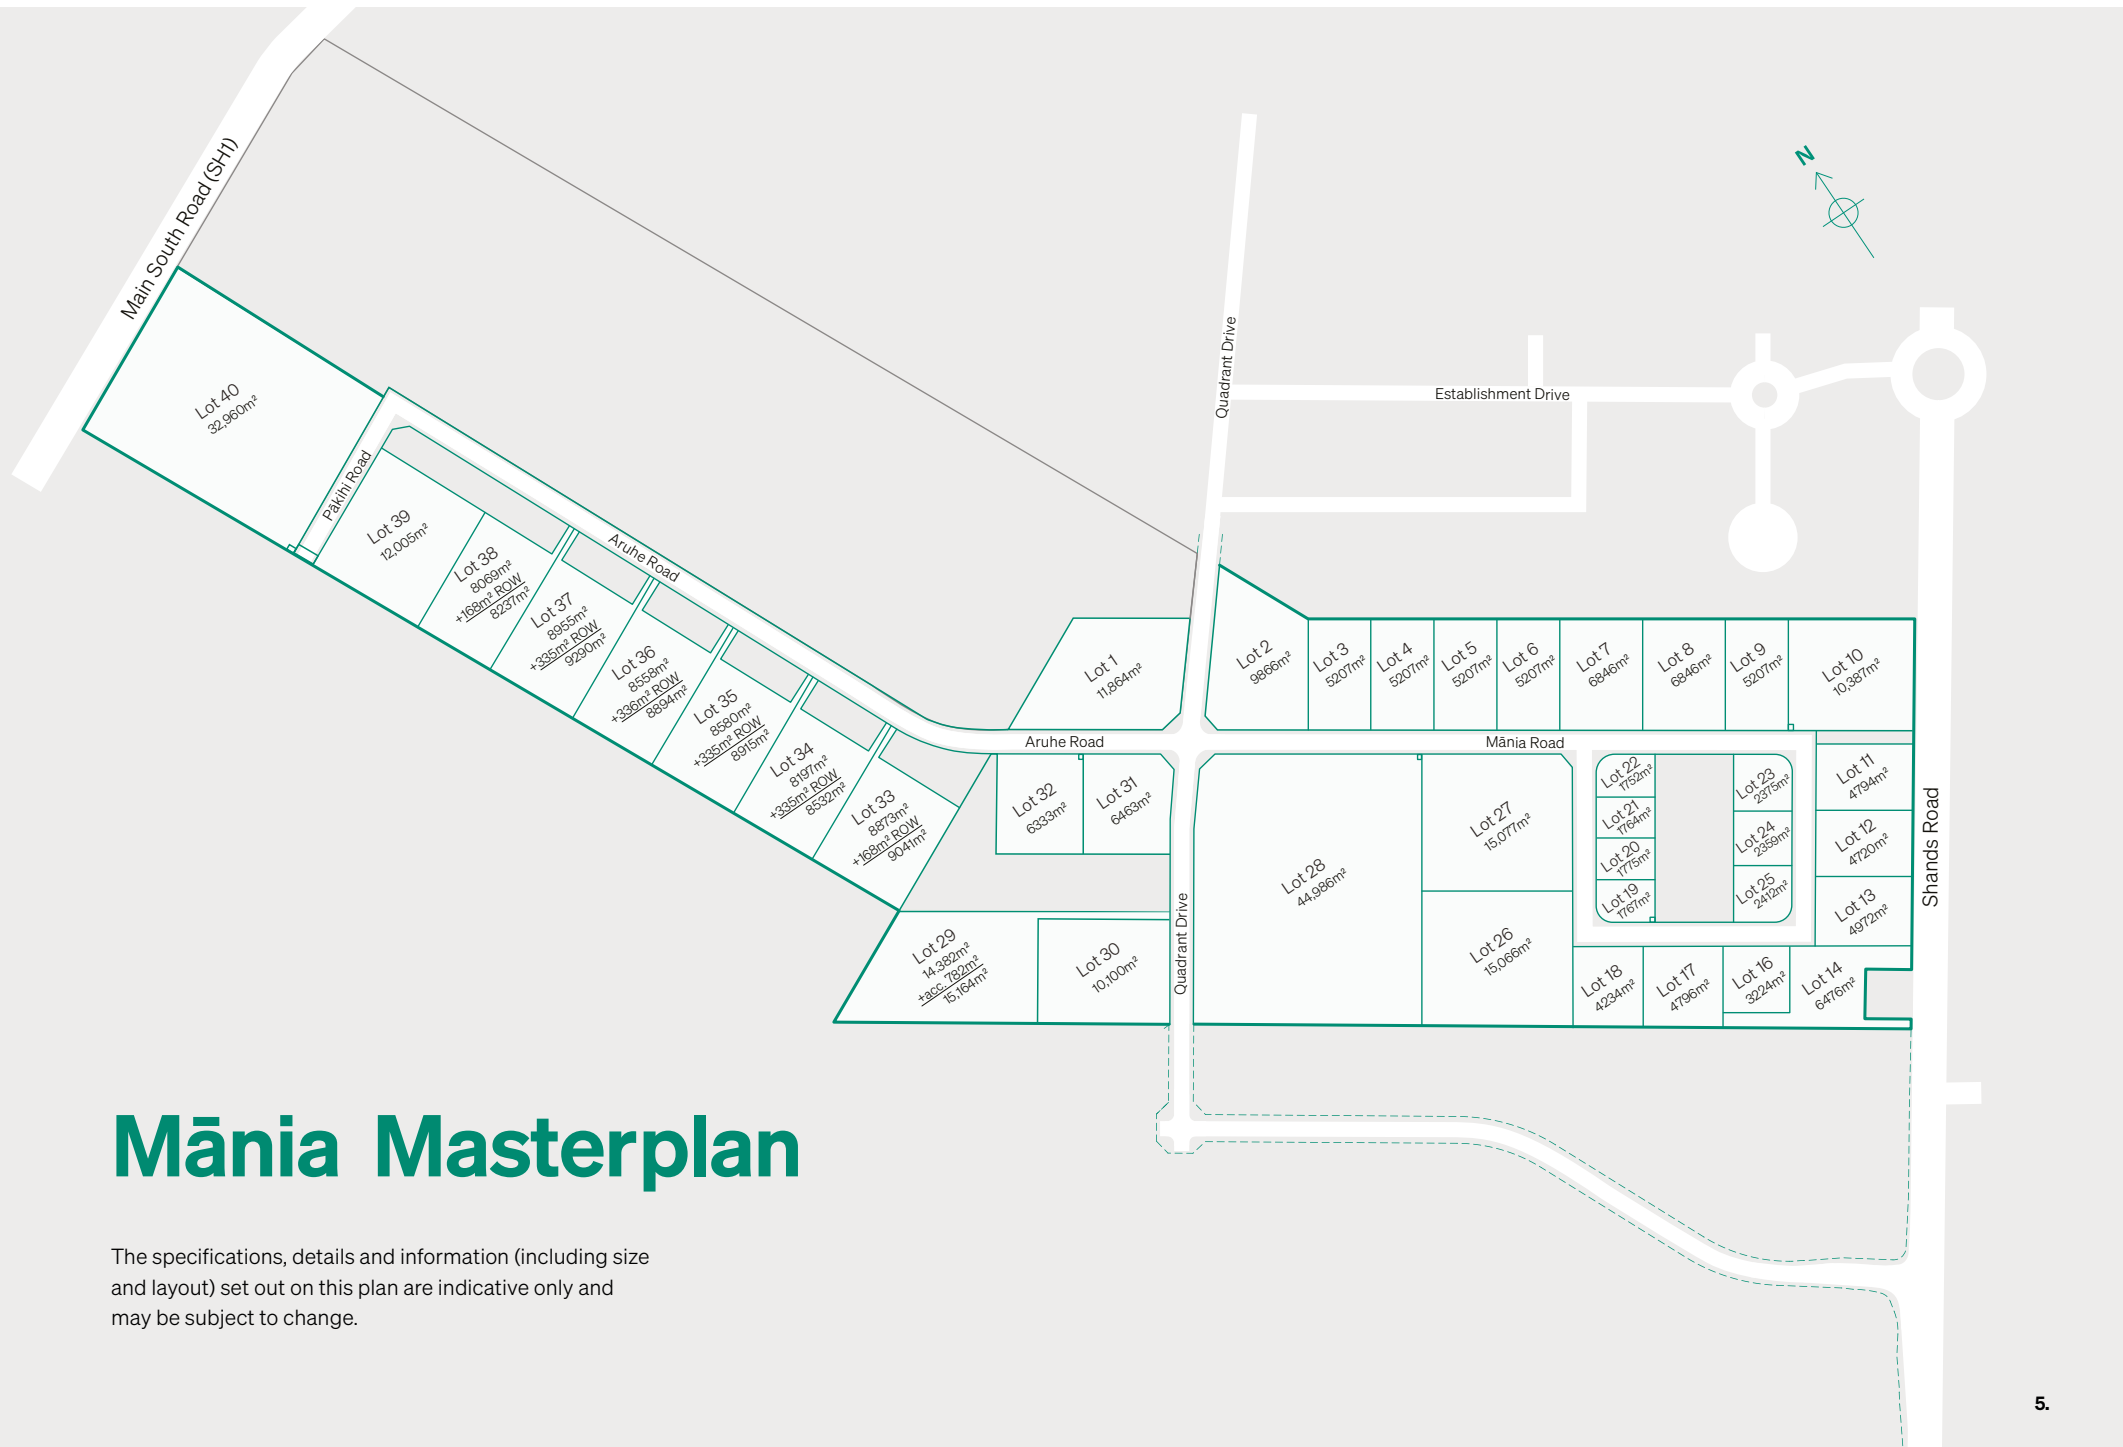 N
Main South Road (SH1)
Quadrant Drive
Establishment Drive
Lot 40
32,960m²
Pākihi Road
Lot 39
12,005m²
Lot 38
8069m²
+168m² ROW
8237m²
Aruhe Road
Lot 37
8955m²
+335m² ROW
9290m²
Lot 36
8558m²
+336m² ROW
8894m²
Lot 35
8580m²
+335m² ROW
8915m²
Lot 34
8197m²
+335m² ROW
8532m²
Lot 33
8873m²
+168m² ROW
9041m²
Lot 1
11,864m²
Lot 2
9866m²
Lot 3
5207m²
Lot 4
5207m²
Lot 5
5207m²
Lot 6
5207m²
Lot 7
6846m²
Lot 8
6846m²
Lot 9
5207m²
Lot 10
10,387m²
Aruhe Road
Mānia Road
Lot 32
6333m²
Lot 31
6463m²
Lot 28
44,986m²
Lot 27
15,077m²
Lot 22
1752m²
Lot 21
1764m²
Lot 20
1775m²
Lot 19
1767m²
Lot 23
2375m²
Lot 24
2359m²
Lot 25
2412m²
Lot 11
4794m²
Lot 12
4720m²
Lot 13
4972m²
Shands Road
Lot 29
14,382m²
+acc. 782m²
15,164m²
Lot 30
10,100m²
Quadrant Drive
Lot 26
15,066m²
Lot 18
4234m²
Lot 17
4796m²
Lot 16
3224m²
Lot 14
6476m²
Mānia Masterplan
The specifications, details and information (including size
and layout) set out on this plan are indicative only and
may be subject to change.
5.